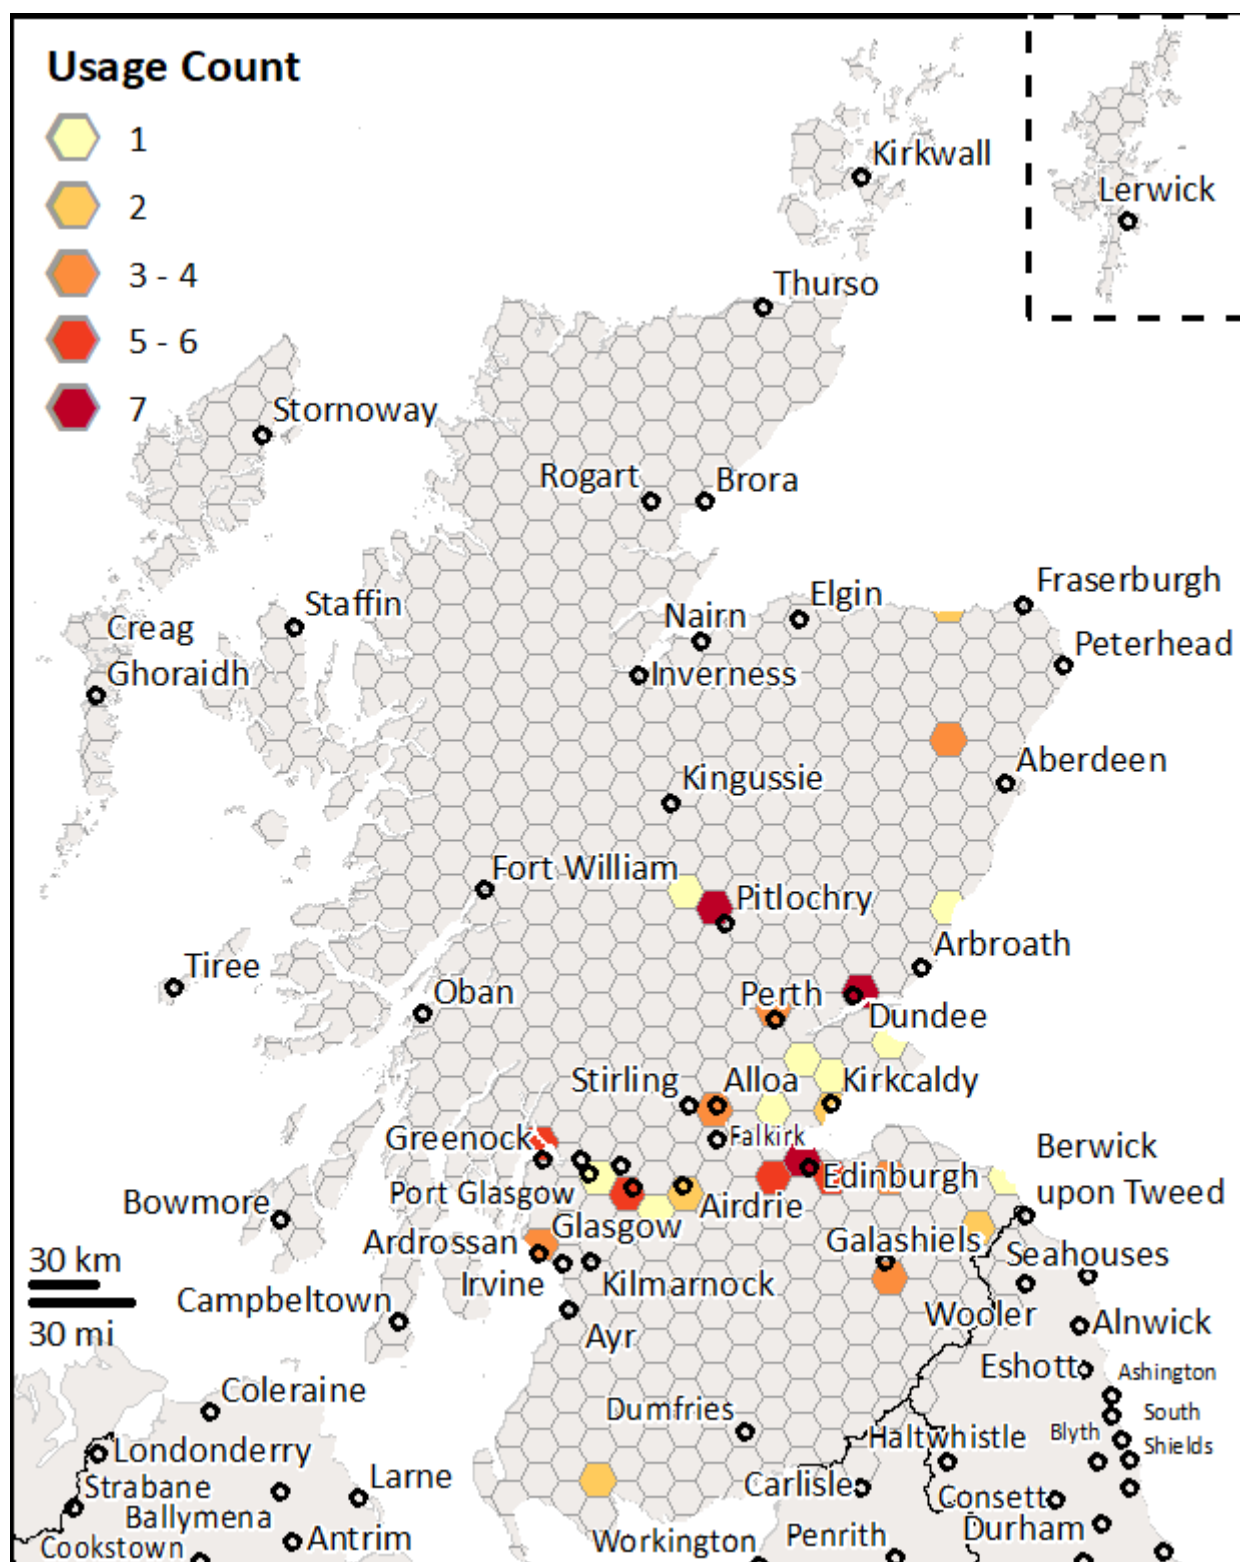 Usage Count
1
2
3 - 4
5 - 6
7
Kirkwall
Lerwick
Thurso
Stornoway
Rogart
Brora
Staffin
Creag
Ghoraidh
Nairn
Elgin
Fraserburgh
Peterhead
Inverness
Kingussie
Aberdeen
Fort William
Pitlochry
Arbroath
Tiree
Oban
Perth
Dundee
Stirling
Alloa
Kirkcaldy
Greenock
Falkirk
Berwick
upon Tweed
Port Glasgow
Edinburgh
Airdrie
Bowmore
Glasgow
Ardrossan
Galashiels
Seahouses
30 km
30 mi
Irvine
Kilmarnock
Campbeltown
Wooler
Alnwick
Ayr
Eshott
Ashington
Coleraine
Dumfries
South
Shields
Blyth
Haltwhistle
Londonderry
Larne
Carlisle
Strabane
Ballymena
Consett
Durham
Antrim
Cookstown
Workington
Penrith